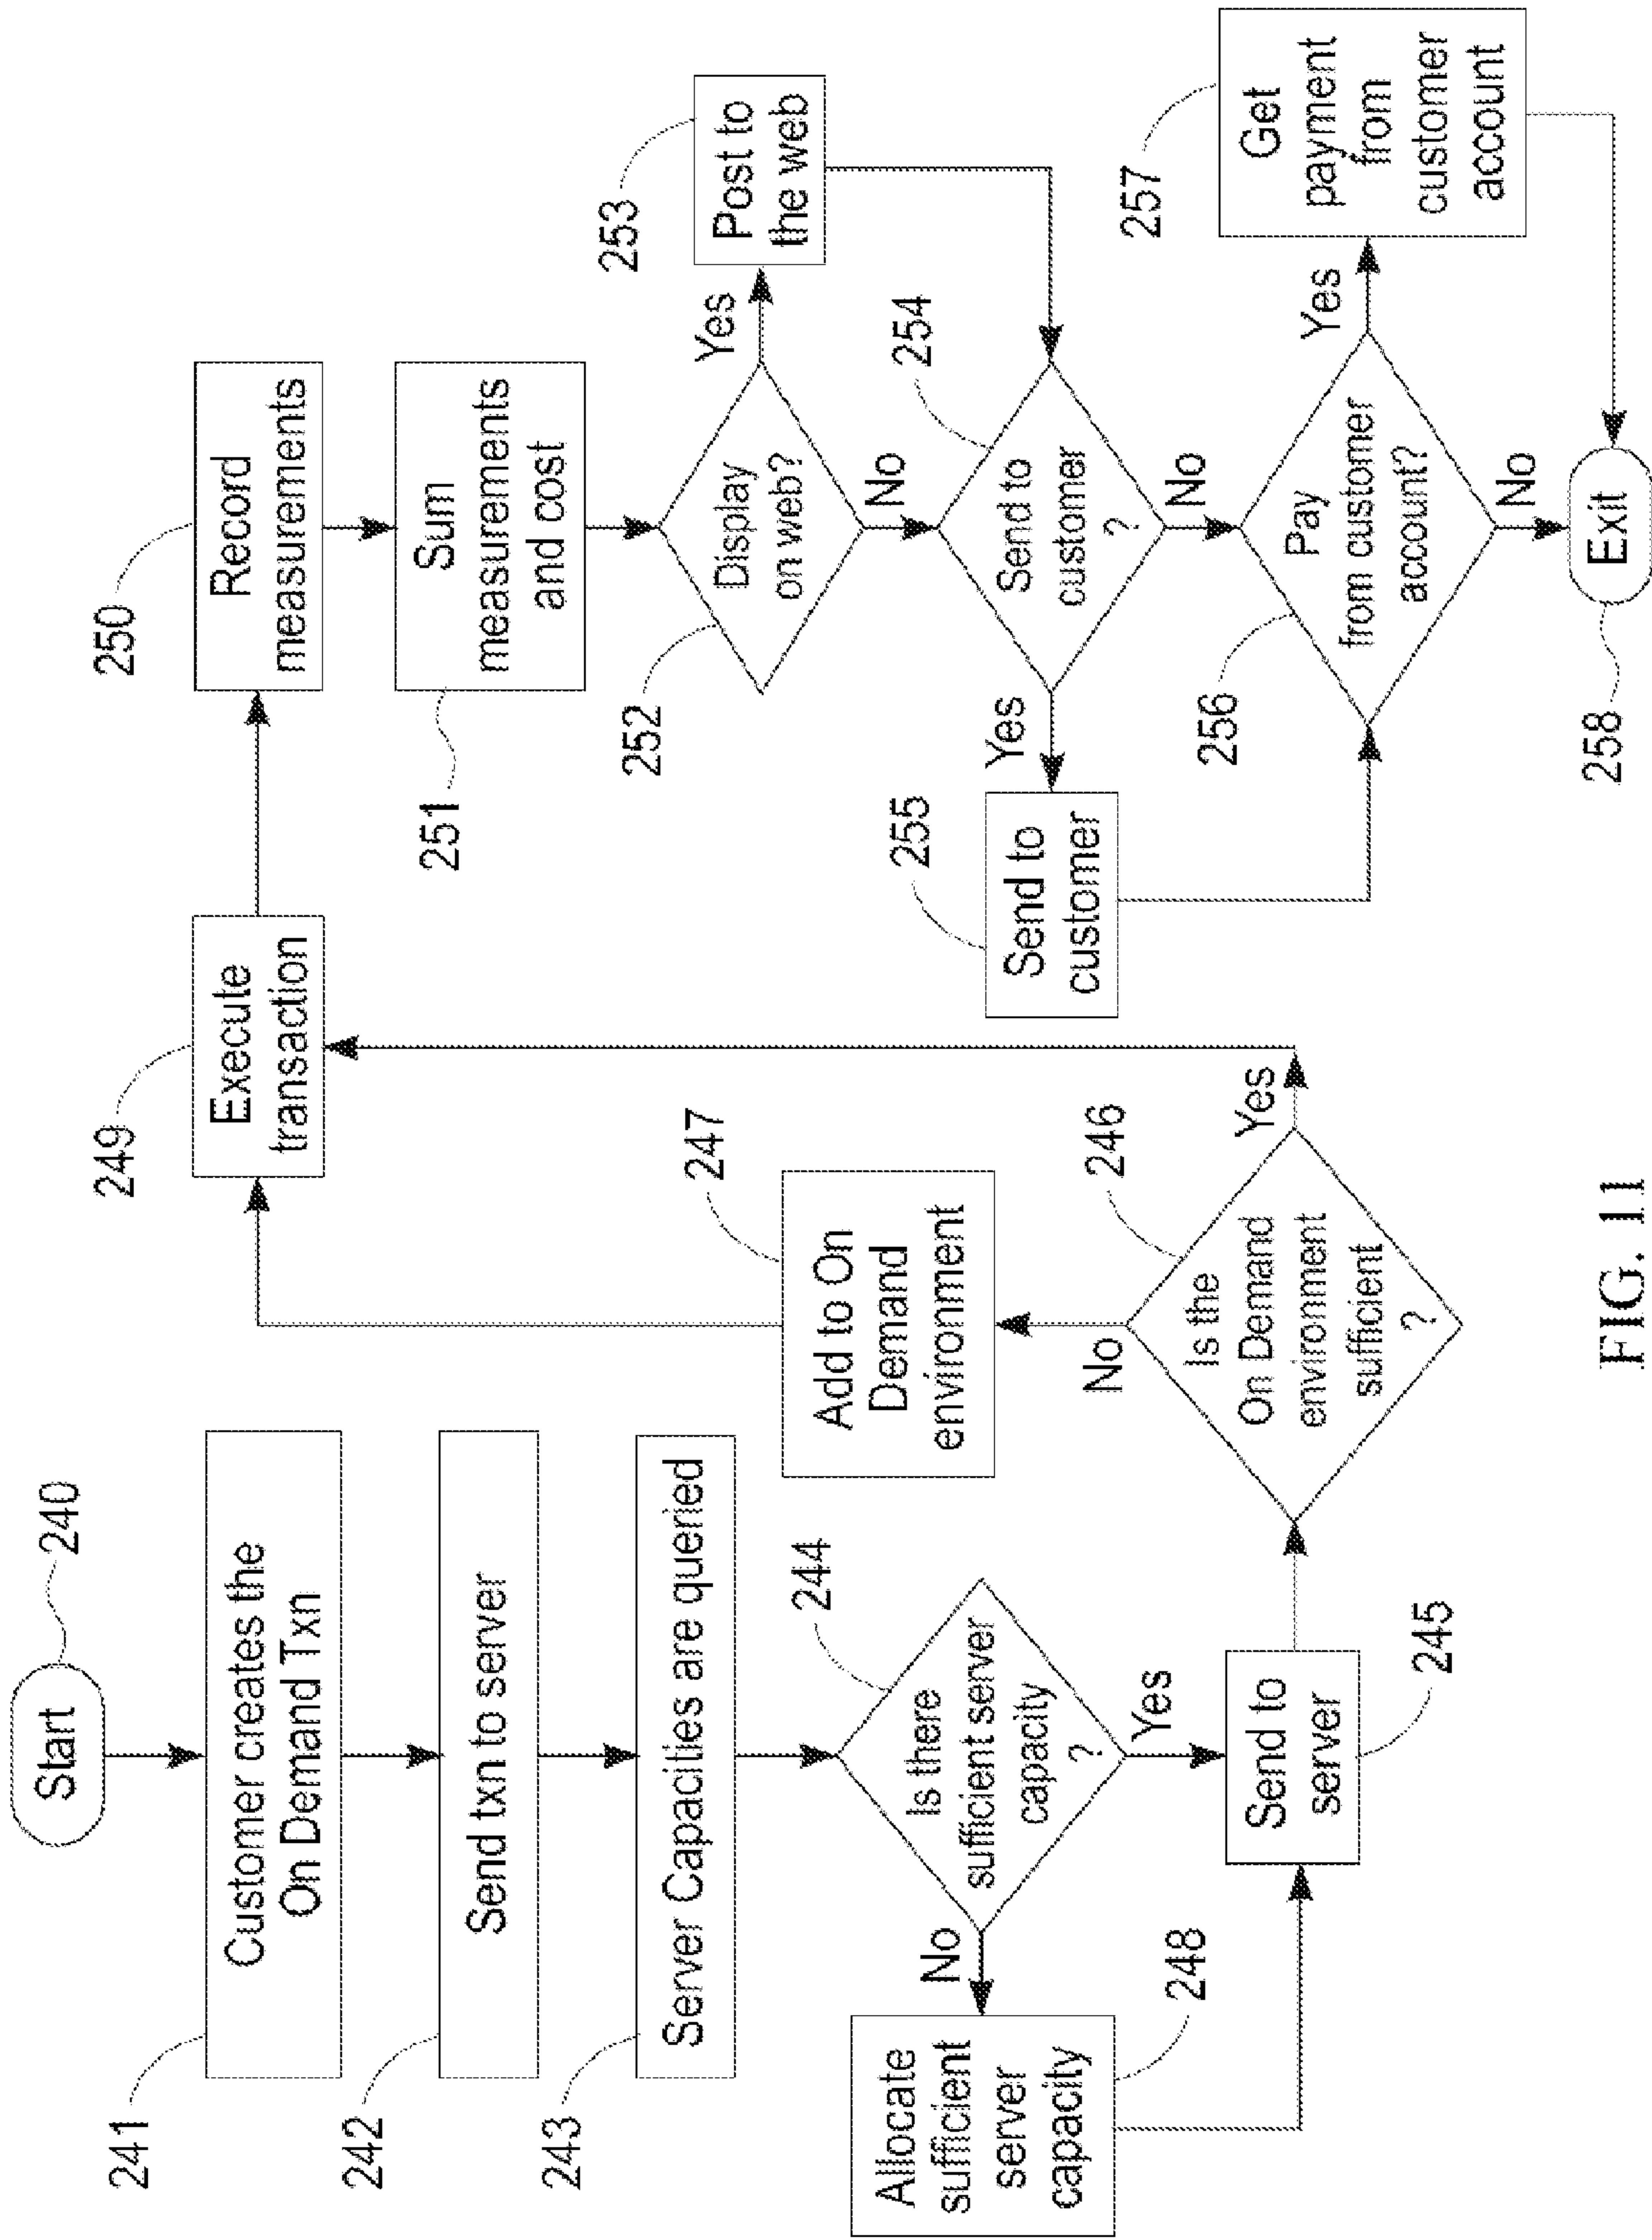 Start
240
241
Customer creates the
On Demand Txn
242
Send txn to server
243
Server Capacities are queried
244
Is there
sufficient server
capacity
?
No
Yes
Allocate
sufficient
server
capacity
248
Send to
server
245
246
Is the
On Demand
environment
sufficient
?
No
Yes
247
Add to On
Demand
environment
249
Execute
transaction
250
Record
measurements
251
Sum
measurements
and cost
252
Display
on web?
Yes
No
253
Post to
the web
254
Send to
customer
?
Yes
No
255
Send to
customer
256
Pay
from customer
account?
Yes
No
257
Get
payment
from
customer
account
258
Exit
FIG. 11